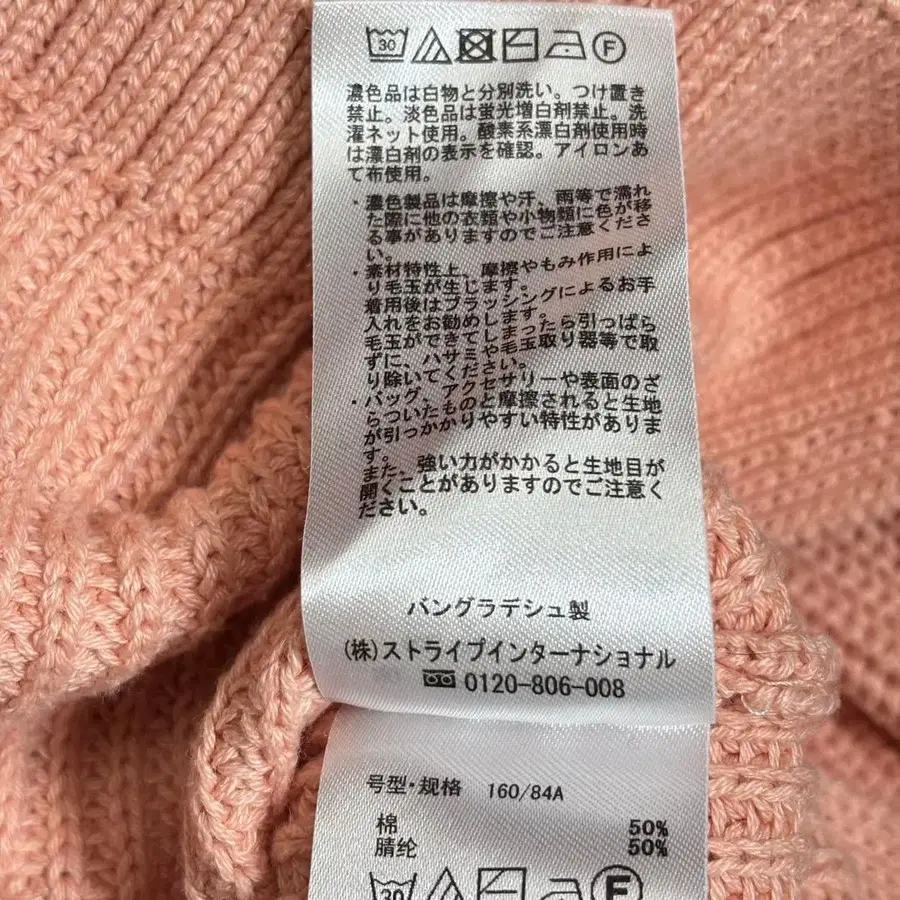 30 F
濃色品は白物と分別洗い。つけ置き
禁止。淡色品は蛍光増白剤禁止。洗
濯ネット使用。酸素系漂白剤使用時
は漂白剤の表示を確認。アイロンあ
て布使用。
・濃色製品は摩擦や汗、雨等で濡れ
た際に他の衣類や小物類に色が移
る事がありますのでご注意くださ
い。
・素材特性上、摩擦やもみ作用によ
り毛玉が生じます。
着用後はブラッシングによるお手
入れをお勧めします。
毛玉ができてしまったら引っぱら
ずに、ハサミや毛玉取り器等で取
り除いてください。
・バッグ、アクセサリーや表面のざ
らついたものと摩擦されると生地
が引っかかりやすい特性がありま
す。
また、強い力がかかると生地目が
開くことがありますのでご注意く
ださい。
バングラデシュ製
(株)ストライプインターナショナル
0120-806-008
号型・规格 160/84A
棉 50%
腈纶 50%
30 F